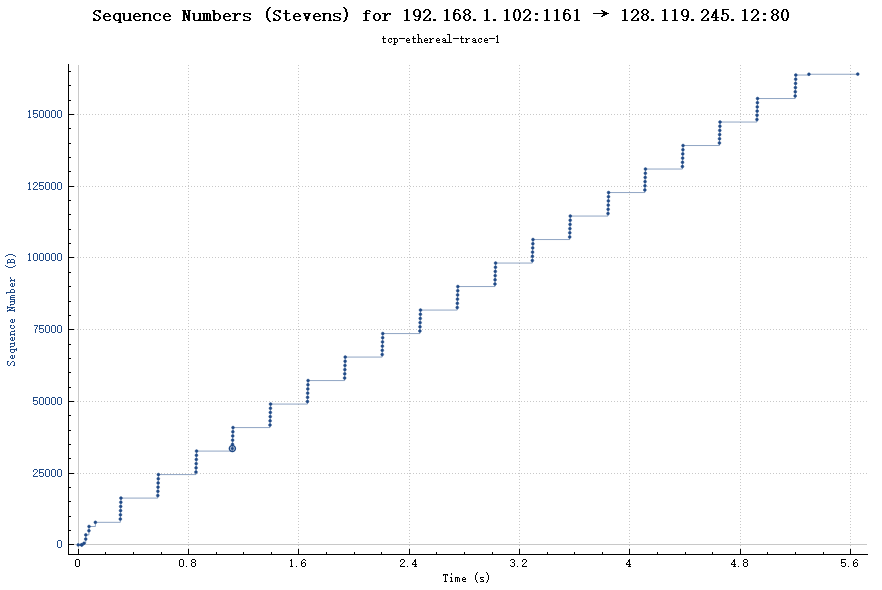 Sequence Numbers (Stevens) for 192.168.1.102:1161 → 128.119.245.12:80
tcp-ethereal-trace-1
Sequence Number (B)
150000
125000
100000
75000
50000
25000
0
0 0.8 1.6 2.4 3.2 4 4.8 5.6
Time (s)